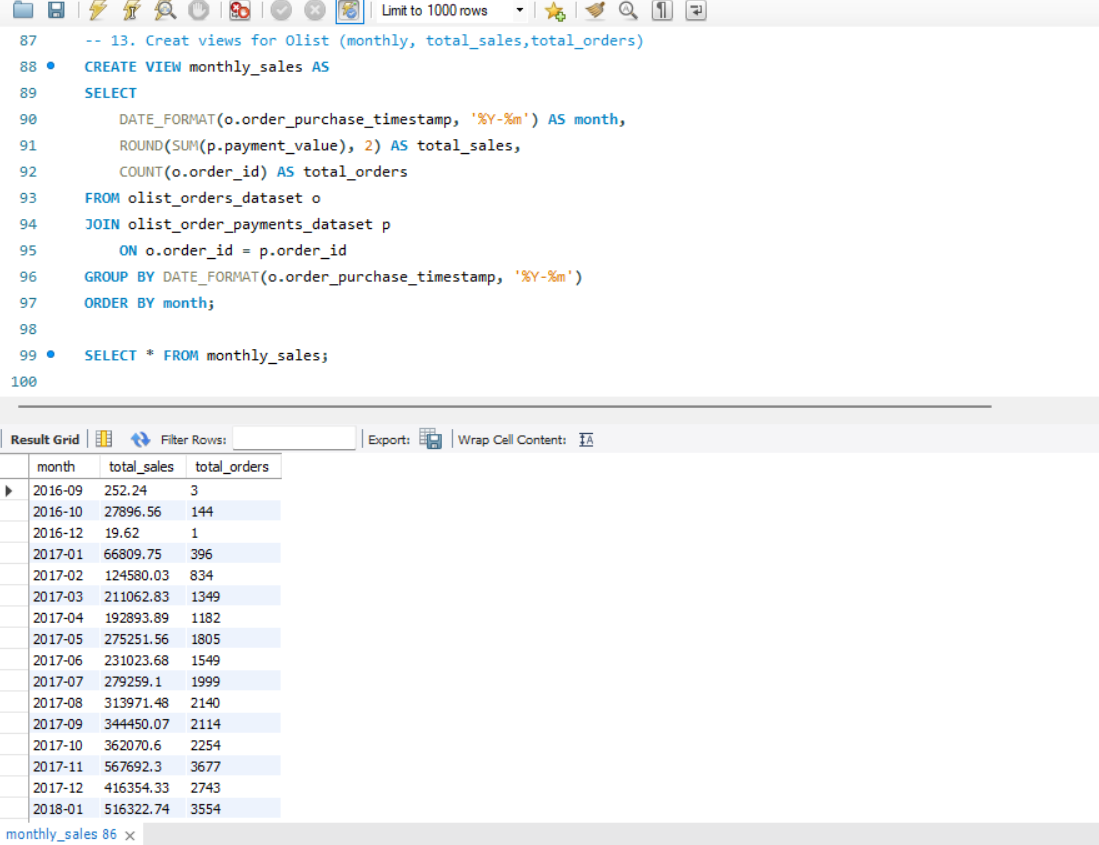 Limit to 1000 rows
87 -- 13. Creat views for Olist (monthly, total_sales,total_orders)
88 CREATE VIEW monthly_sales AS
89 SELECT
90 DATE_FORMAT(o.order_purchase_timestamp, '%Y-%m') AS month,
91 ROUND(SUM(p.payment_value), 2) AS total_sales,
92 COUNT(o.order_id) AS total_orders
93 FROM olist_orders_dataset o
94 JOIN olist_order_payments_dataset p
95 ON o.order_id = p.order_id
96 GROUP BY DATE_FORMAT(o.order_purchase_timestamp, '%Y-%m')
97 ORDER BY month;
98
99 SELECT * FROM monthly_sales;
100
Result Grid Filter Rows: Export: Wrap Cell Content: IA
month total_sales total_orders
2016-09 252.24 3
2016-10 27896.56 144
2016-12 19.62 1
2017-01 66809.75 396
2017-02 124580.03 834
2017-03 211062.83 1349
2017-04 192893.89 1182
2017-05 275251.56 1805
2017-06 231023.68 1549
2017-07 279259.1 1999
2017-08 313971.48 2140
2017-09 344450.07 2114
2017-10 362070.6 2254
2017-11 567692.3 3677
2017-12 416354.33 2743
2018-01 516322.74 3554
monthly_sales 86